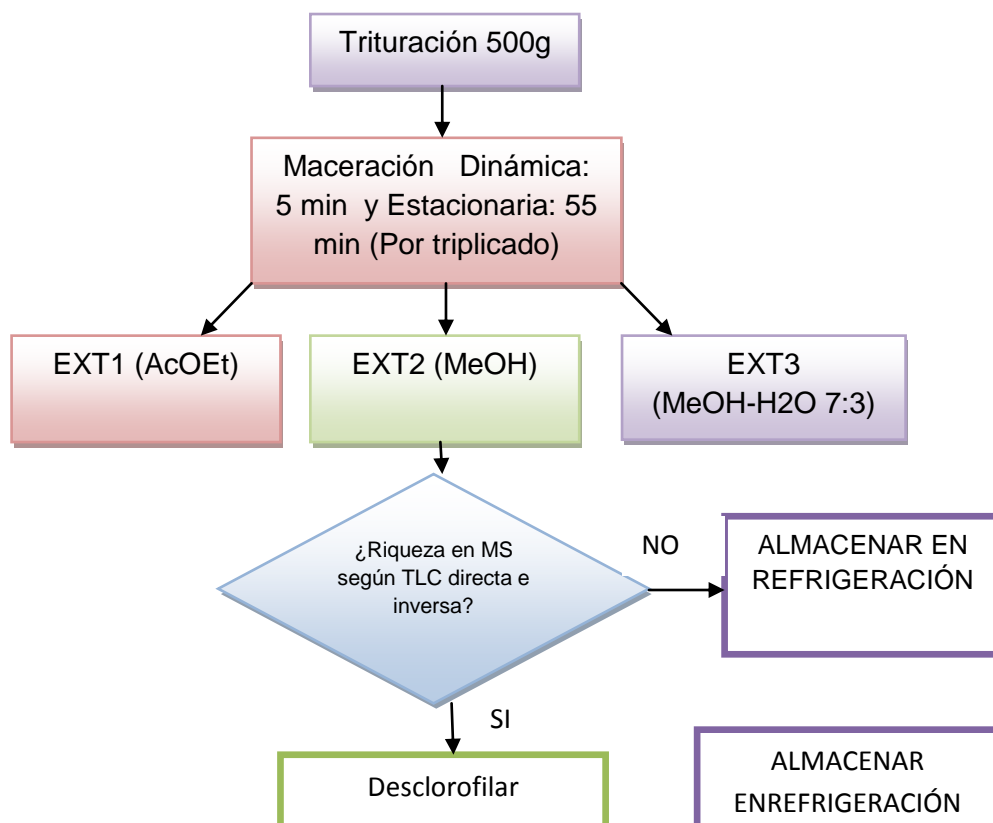 Trituración 500g
Maceración Dinámica:
5 min y Estacionaria: 55
min (Por triplicado)
EXT1 (AcOEt)
EXT2 (MeOH)
EXT3
(MeOH-H2O 7:3)
¿Riqueza en MS
según TLC directa e
inversa?
NO
ALMACENAR EN
REFRIGERACIÓN
SI
Desclorofilar
ALMACENAR
ENREFRIGERACIÓN